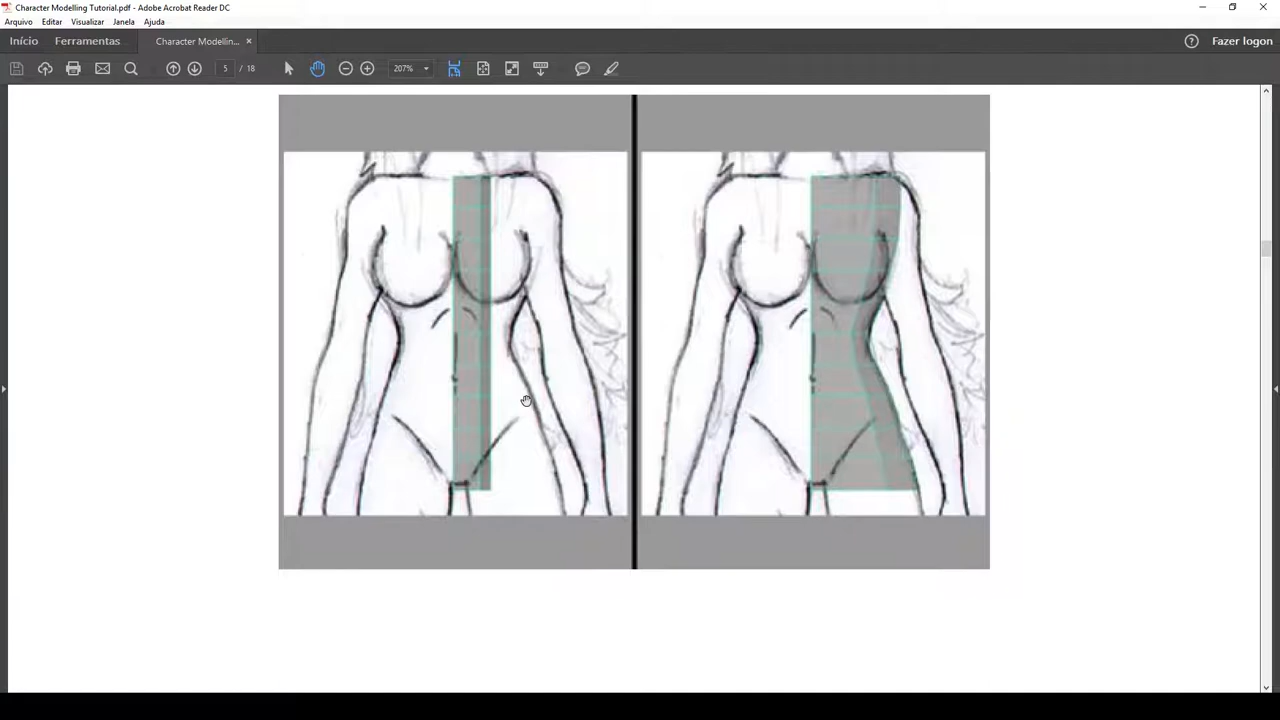 Character Modelling Tutorial.pdf - Adobe Acrobat Reader DC
Arquivo Editar Visualizar Janela Ajuda
Início Ferramentas Character Modellin... × Fazer logon
5 / 18 207%